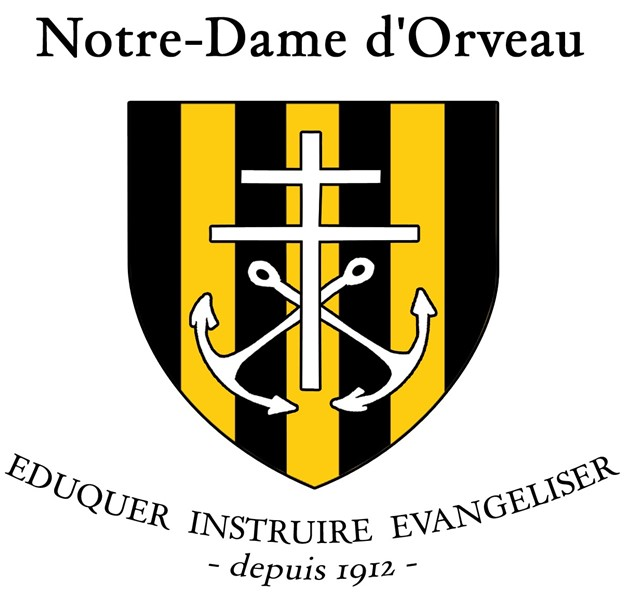 Notre-Dame d'Orveau
EDUQUER INSTRUIRE EVANGELISER
- depuis 1912 -